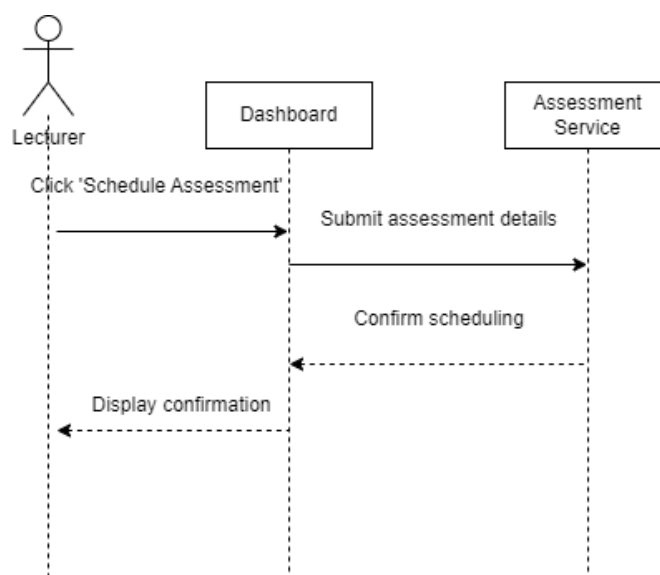 Lecturer
Dashboard
Assessment
Service
Click 'Schedule Assessment'
Submit assessment details
Confirm scheduling
Display confirmation